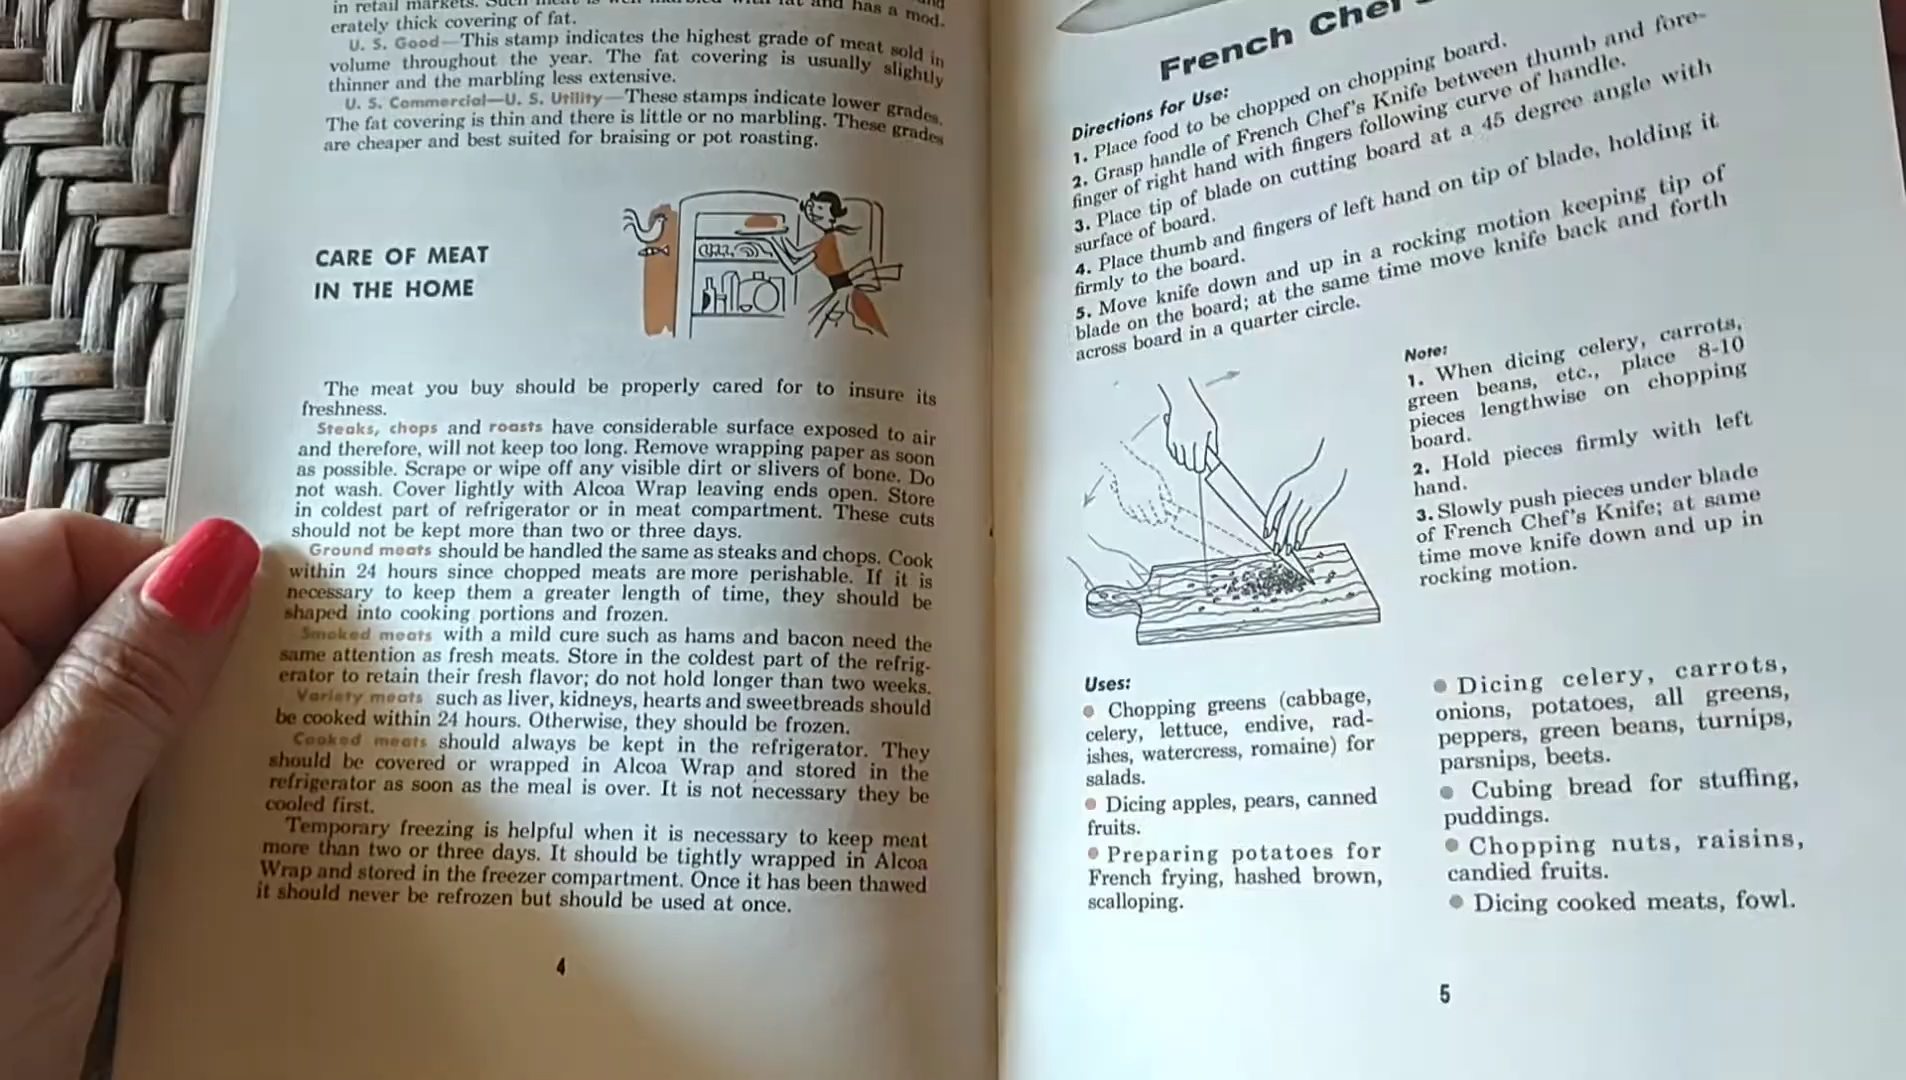 in retail markets. Such meat is well marbled with fat and has a mod-
erately thick covering of fat.
U. S. Good—This stamp indicates the highest grade of meat sold in
volume throughout the year. The fat covering is usually slightly
thinner and the marbling less extensive.
U. S. Commercial—U. S. Utility—These stamps indicate lower grades.
The fat covering is thin and there is little or no marbling. These grades
are cheaper and best suited for braising or pot roasting.
CARE OF MEAT
IN THE HOME
The meat you buy should be properly cared for to insure its
freshness.
Steaks, chops and roasts have considerable surface exposed to air
and therefore, will not keep too long. Remove wrapping paper as soon
as possible. Scrape or wipe off any visible dirt or slivers of bone. Do
not wash. Cover lightly with Alcoa Wrap leaving ends open. Store
in coldest part of refrigerator or in meat compartment. These cuts
should not be kept more than two or three days.
Ground meats should be handled the same as steaks and chops. Cook
within 24 hours since chopped meats are more perishable. If it is
necessary to keep them a greater length of time, they should be
shaped into cooking portions and frozen.
Smoked meats with a mild cure such as hams and bacon need the
same attention as fresh meats. Store in the coldest part of the refrig-
erator to retain their fresh flavor; do not hold longer than two weeks.
Variety meats such as liver, kidneys, hearts and sweetbreads should
be cooked within 24 hours. Otherwise, they should be frozen.
Cooked meats should always be kept in the refrigerator. They
should be covered or wrapped in Alcoa Wrap and stored in the
refrigerator as soon as the meal is over. It is not necessary they be
cooled first.
Temporary freezing is helpful when it is necessary to keep meat
more than two or three days. It should be tightly wrapped in Alcoa
Wrap and stored in the freezer compartment. Once it has been thawed
it should never be refrozen but should be used at once.
4
French Chef
Directions for Use:
1. Place food to be chopped on chopping board.
2. Grasp handle of French Chef's Knife between thumb and fore-
finger of right hand with fingers following curve of handle.
3. Place tip of blade on cutting board at a 45 degree angle with
surface of board.
4. Place thumb and fingers of left hand on tip of blade, holding it
firmly to the board.
5. Move knife down and up in a rocking motion keeping tip of
blade on the board; at the same time move knife back and forth
across board in a quarter circle.
Note:
1. When dicing celery, carrots,
green beans, etc., place 8-10
pieces lengthwise on chopping
board.
2. Hold pieces firmly with left
hand.
3. Slowly push pieces under blade
of French Chef's Knife; at same
time move knife down and up in
rocking motion.
Uses:
• Chopping greens (cabbage,
celery, lettuce, endive, rad-
ishes, watercress, romaine) for
salads.
• Dicing apples, pears, canned
fruits.
• Preparing potatoes for
French frying, hashed brown,
scalloping.
• Dicing celery, carrots,
onions, potatoes, all greens,
peppers, green beans, turnips,
parsnips, beets.
• Cubing bread for stuffing,
puddings.
• Chopping nuts, raisins,
candied fruits.
• Dicing cooked meats, fowl.
5